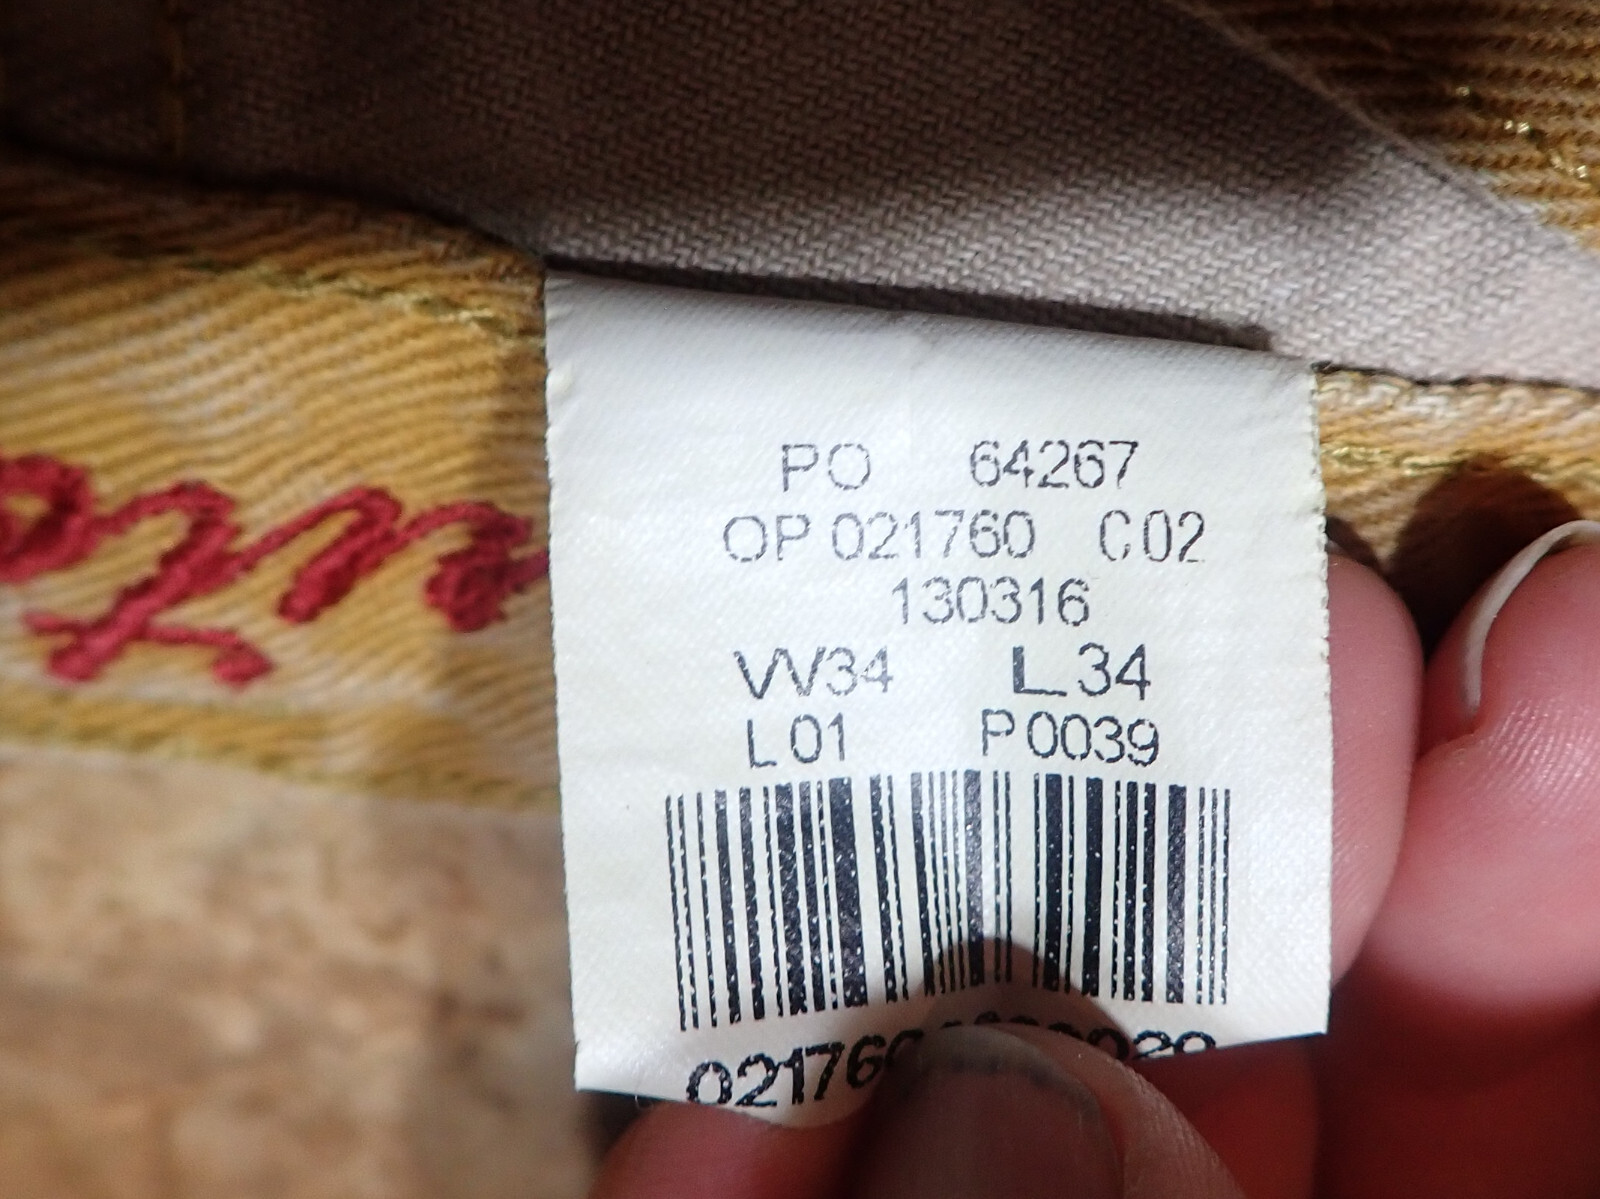 PO 64267
OP 021760 C02
130316
W34 L34
L01 P0039